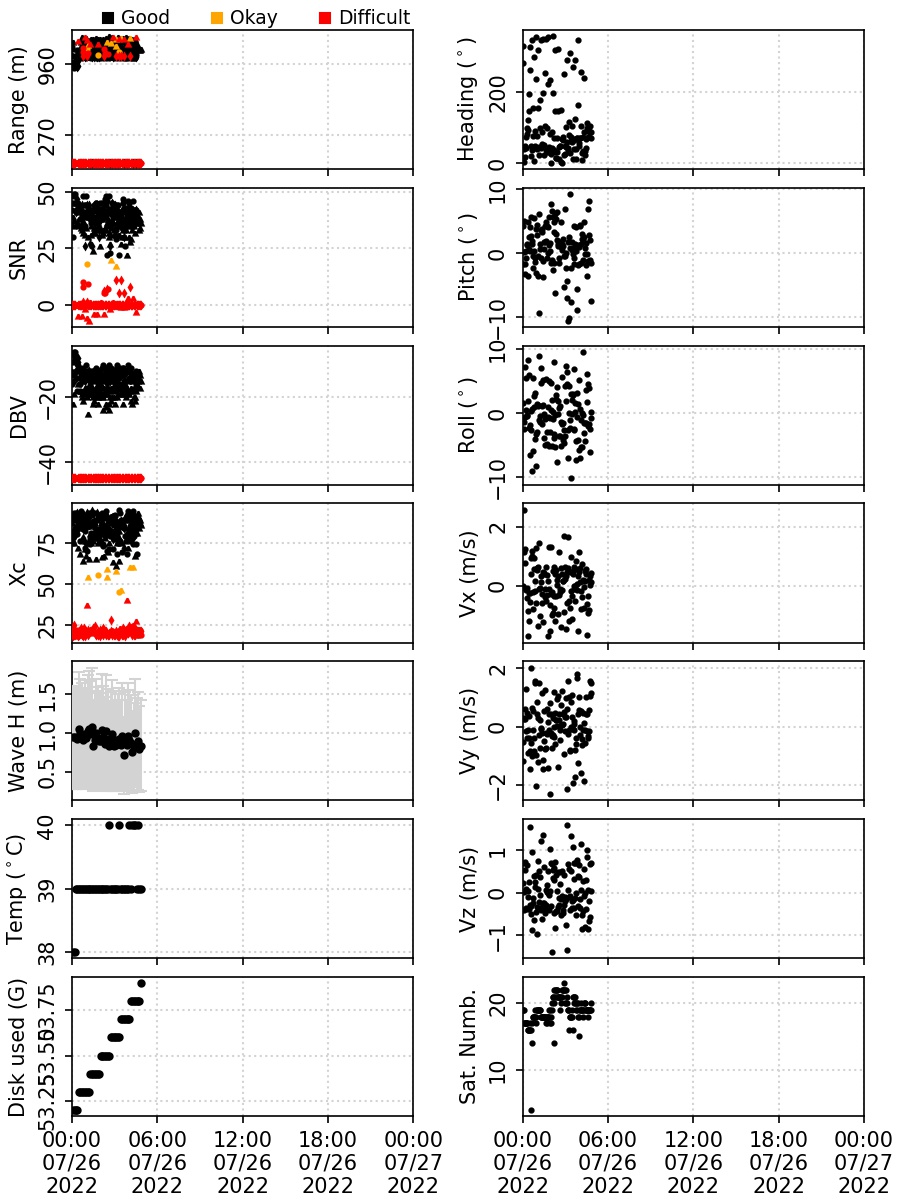 Good Okay Difficult
Range (m)
960
270
Heading (°)
200
0
SNR
50
25
0
Pitch (°)
10
0
−10
DBV
−20
−40
Roll (°)
10
0
−10
Xc
75
50
25
Vx (m/s)
2
0
Wave H (m)
1.5
1.0
0.5
Vy (m/s)
2
0
−2
Temp (°C)
40
39
38
Vz (m/s)
1
0
−1
Disk used (G)
53.75
53.5
53.25
Sat. Numb.
20
10
00:00 06:00 12:00 18:00 00:00
07/26 07/26 07/26 07/26 07/27
2022 2022 2022 2022 2022
00:00 06:00 12:00 18:00 00:00
07/26 07/26 07/26 07/26 07/27
2022 2022 2022 2022 2022